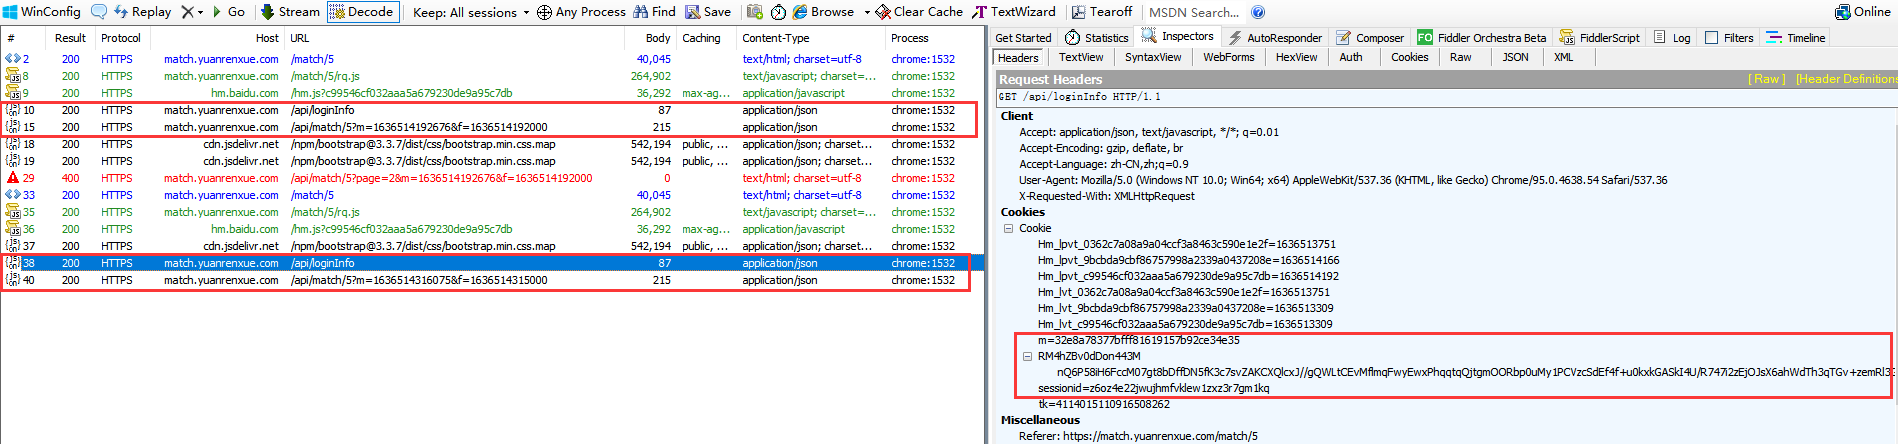 WinConfig Replay Go Stream Decode Keep: All sessions Any Process Find Save Browse Clear Cache TextWizard Tearoff MSDN Search... Online
# Result Protocol Host URL Body Caching Content-Type Process
2 200 HTTPS match.yuanrenxue.com /match/5 40,045 text/html; charset=utf-8 chrome:1532
8 200 HTTPS match.yuanrenxue.com /match/5/rq.js 264,902 text/javascript; charset=... chrome:1532
9 200 HTTPS hm.baidu.com /hm.js?c99546cf032aaa5a679230de9a95c7db 36,292 max-ag... application/javascript chrome:1532
10 200 HTTPS match.yuanrenxue.com /api/loginInfo 87 application/json chrome:1532
15 200 HTTPS match.yuanrenxue.com /api/match/5?m=1636514192676&f=1636514192000 215 application/json chrome:1532
18 200 HTTPS cdn.jsdelivr.net /npm/bootstrap@3.3.7/dist/css/bootstrap.min.css.map 542,194 public, ... application/json; charset... chrome:1532
19 200 HTTPS cdn.jsdelivr.net /npm/bootstrap@3.3.7/dist/css/bootstrap.min.css.map 542,194 public, ... application/json; charset... chrome:1532
29 400 HTTPS match.yuanrenxue.com /api/match/5?page=2&m=1636514192676&f=1636514192000 0 text/html; charset=utf-8 chrome:1532
33 200 HTTPS match.yuanrenxue.com /match/5 40,045 text/html; charset=utf-8 chrome:1532
35 200 HTTPS match.yuanrenxue.com /match/5/rq.js 264,902 text/javascript; charset=... chrome:1532
36 200 HTTPS hm.baidu.com /hm.js?c99546cf032aaa5a679230de9a95c7db 36,292 max-ag... application/javascript chrome:1532
37 200 HTTPS cdn.jsdelivr.net /npm/bootstrap@3.3.7/dist/css/bootstrap.min.css.map 542,194 public, ... application/json; charset... chrome:1532
38 200 HTTPS match.yuanrenxue.com /api/loginInfo 87 application/json chrome:1532
40 200 HTTPS match.yuanrenxue.com /api/match/5?m=1636514316075&f=1636514315000 215 application/json chrome:1532
Get Started Statistics Inspectors AutoResponder Composer FO Fiddler Orchestra Beta FiddlerScript Log Filters Timeline
Headers TextView SyntaxView WebForms HexView Auth Cookies Raw JSON XML
Request Headers [ Raw ] [Header Definitions
GET /api/loginInfo HTTP/1.1
Client
Accept: application/json, text/javascript, */*; q=0.01
Accept-Encoding: gzip, deflate, br
Accept-Language: zh-CN,zh;q=0.9
User-Agent: Mozilla/5.0 (Windows NT 10.0; Win64; x64) AppleWebKit/537.36 (KHTML, like Gecko) Chrome/95.0.4638.54 Safari/537.36
X-Requested-With: XMLHttpRequest
Cookies
Cookie
Hm_lpvt_0362c7a08a9a04ccf3a8463c590e1e2f=1636513751
Hm_lpvt_9bcbda9cbf86757998a2339a0437208e=1636514166
Hm_lpvt_c99546cf032aaa5a679230de9a95c7db=1636514192
Hm_lvt_0362c7a08a9a04ccf3a8463c590e1e2f=1636513751
Hm_lvt_9bcbda9cbf86757998a2339a0437208e=1636513309
Hm_lvt_c99546cf032aaa5a679230de9a95c7db=1636513309
m=32e8a78377bfff81619157b92ce34e35
RM4hZBv0dDon443M
nQ6P58iH6FccM07gt8bDffDN5fK3c7svZAKCXQlcxJ//gQWLtCEvMflmqFwyEwxPhqqtqQjtgmOORbp0uMy1PCVzcSdEf4f+u0kxkGASkI4U/R747i2zEjOJsX6ahWdTh3qTGv+zemRl33
sessionid=z6oz4e22jwujhmfvklew1zxz3r7gm1kq
tk=4114015110916508262
Miscellaneous
Referer: https://match.yuanrenxue.com/match/5